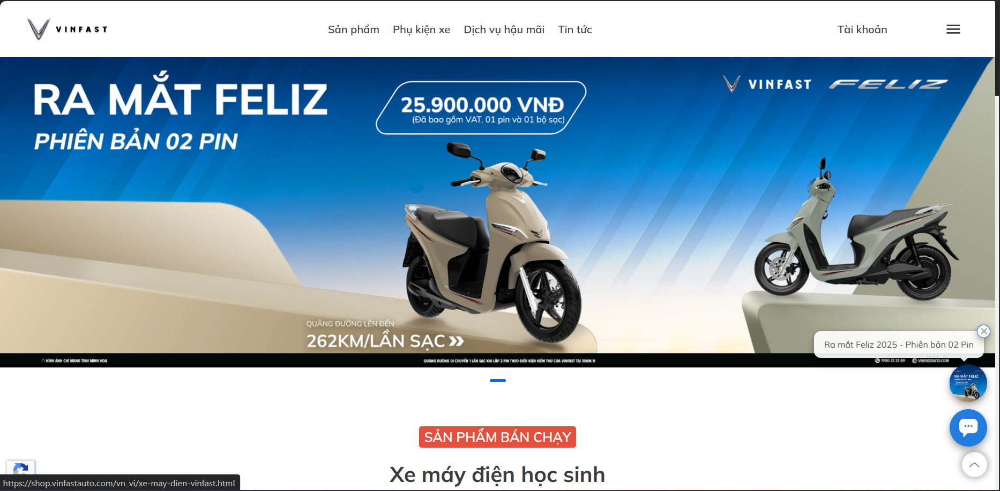 VINFAST
Sản phẩm
Phụ kiện xe
Dịch vụ hậu mãi
Tin tức
Tài khoản
RA MẮT FELIZ
PHIÊN BẢN 02 PIN
25.900.000 VNĐ
(Đã bao gồm VAT, 01 pin và 01 bộ sạc)
VINFAST
FELIZ
QUÃNG ĐƯỜNG LÊN ĐẾN
262KM/LẦN SẠC
(*) HÌNH ẢNH CHỈ MANG TÍNH MINH HOẠ
QUÃNG ĐƯỜNG DI CHUYỂN 1 LẦN SẠC KHI LẮP 2 PIN THEO ĐIỀU KIỆN KIỂM THỬ CỦA VINFAST TẠI 30KM/H
1900 23 23 89
VINFASTAUTO.COM
Ra mắt Feliz 2025 - Phiên bản 02 Pin
RA MẮT FELIZ
PHIÊN BẢN 02 PIN
SẢN PHẨM BÁN CHẠY
Xe máy điện học sinh
https://shop.vinfastauto.com/vn_vi/xe-may-dien-vinfast.html